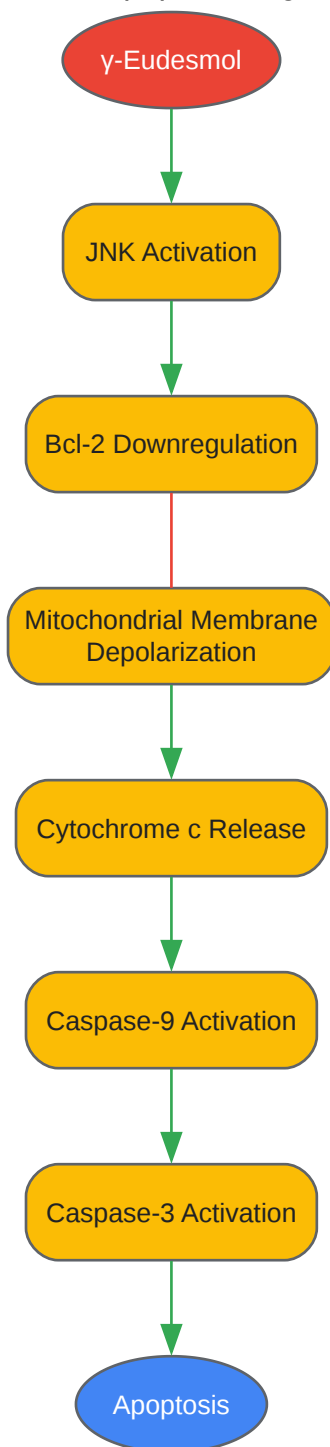 γ-Eudesmol
JNK Activation
Bcl-2 Downregulation
Mitochondrial Membrane
Depolarization
Cytochrome c Release
Caspase-9 Activation
Caspase-3 Activation
Apoptosis